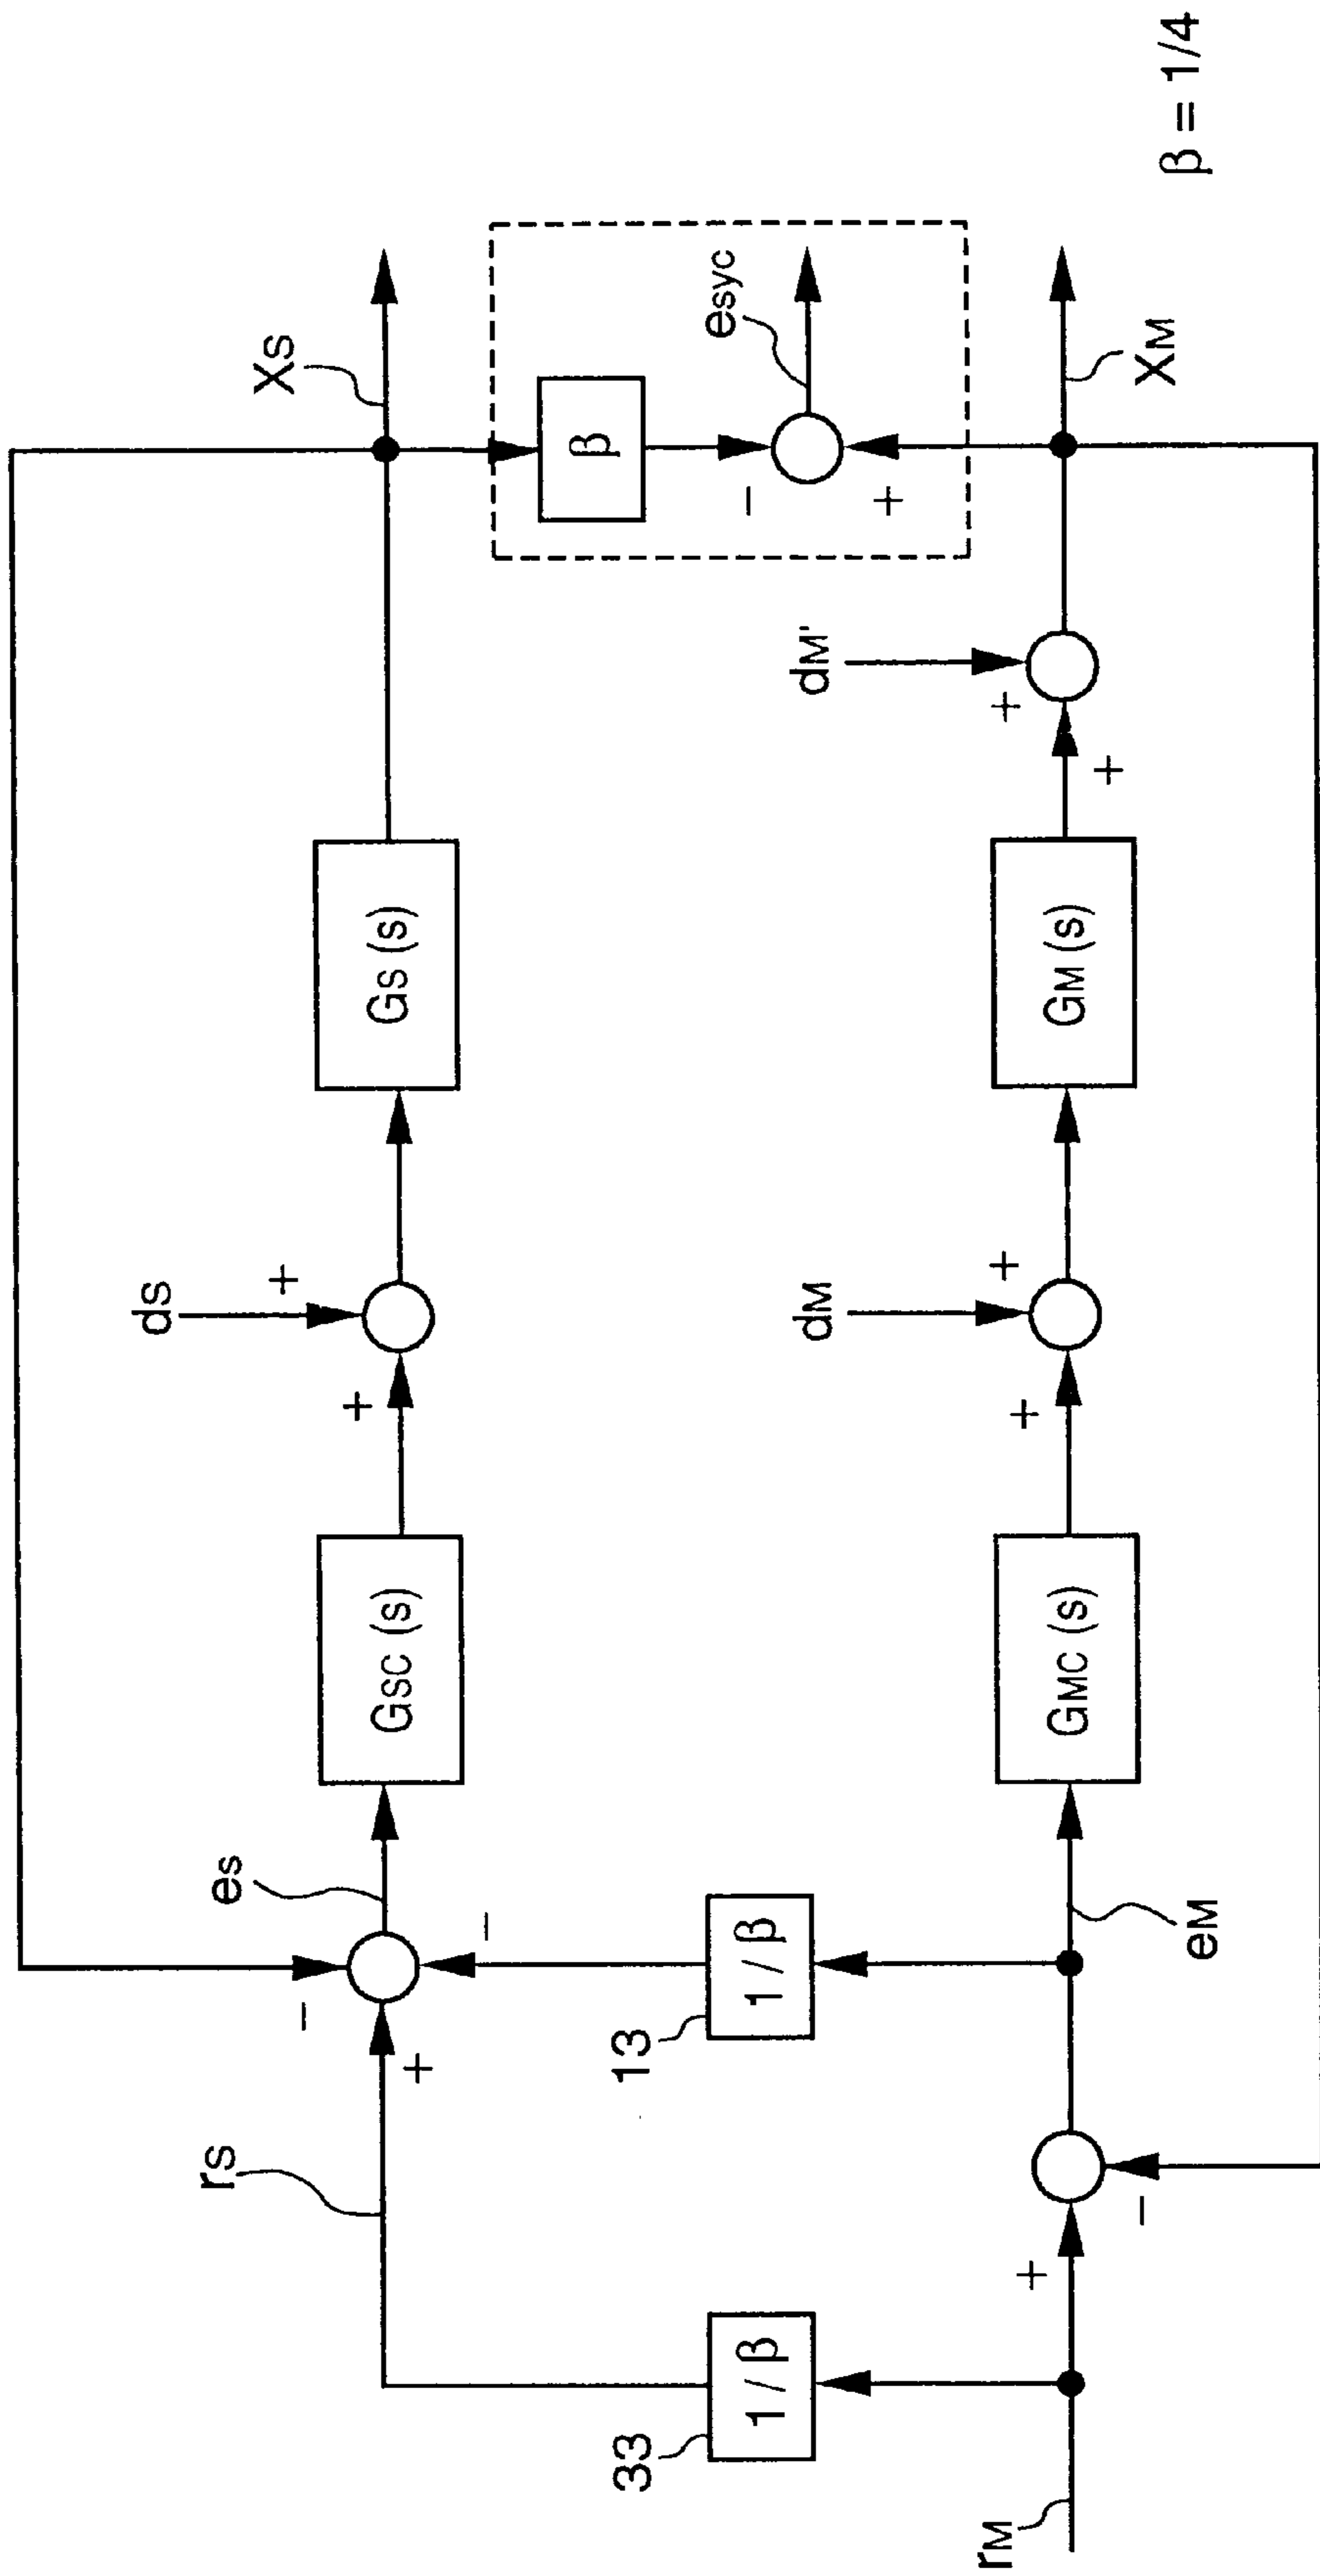 XS
β = 1/4
dS
eS
rS
GSC (s)
+
+
GS (s)
−
+
−
β
esyc
−
+
13
1 / β
33
1 / β
dM
dM'
+
−
eM
GMC (s)
+
+
GM (s)
+
+
XM
rM